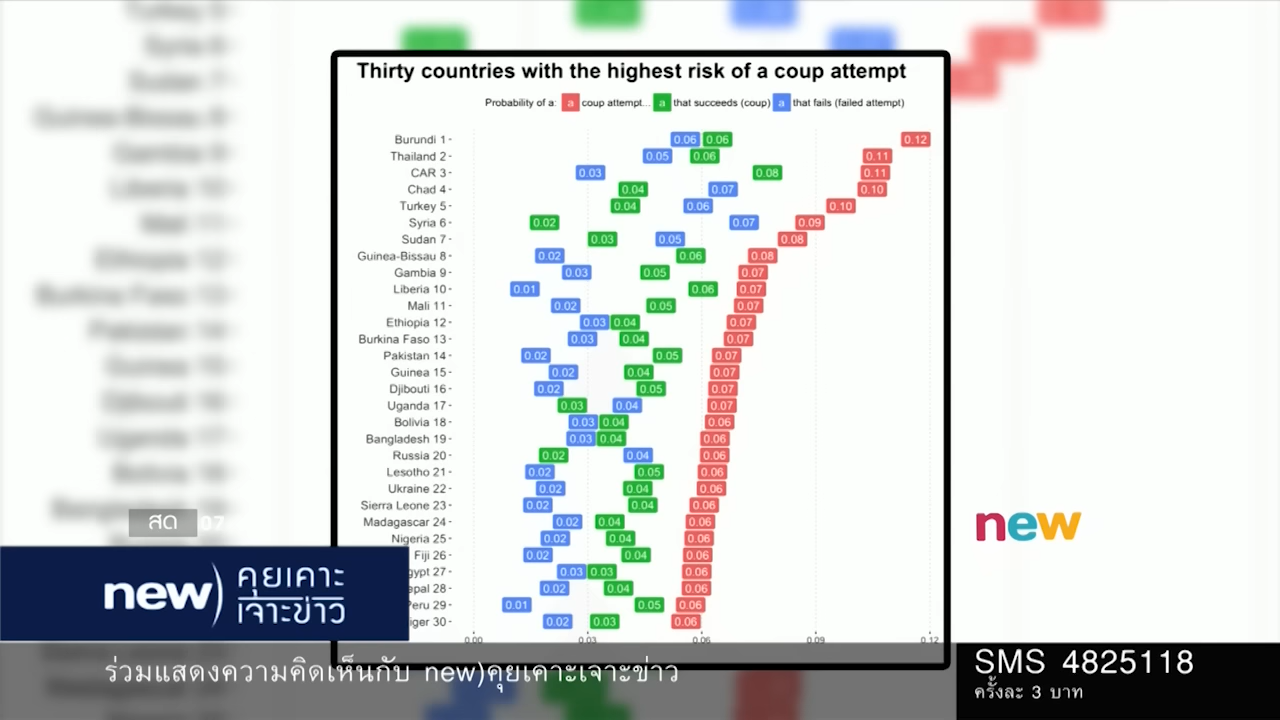 Thirty countries with the highest risk of a coup attempt
Probability of a: a coup attempt... a that succeeds (coup) a that fails (failed attempt)
Burundi 1 0.06 0.06 0.12
Thailand 2 0.05 0.06 0.11
CAR 3 0.03 0.08 0.11
Chad 4 0.04 0.07 0.10
Turkey 5 0.04 0.06 0.10
Syria 6 0.02 0.07 0.09
Sudan 7 0.03 0.05 0.08
Guinea-Bissau 8 0.02 0.06 0.08
Gambia 9 0.03 0.05 0.07
Liberia 10 0.01 0.06 0.07
Mali 11 0.02 0.05 0.07
Ethiopia 12 0.03 0.04 0.07
Burkina Faso 13 0.03 0.04 0.07
Pakistan 14 0.02 0.05 0.07
Guinea 15 0.02 0.04 0.07
Djibouti 16 0.02 0.05 0.07
Uganda 17 0.03 0.04 0.07
Bolivia 18 0.03 0.04 0.06
Bangladesh 19 0.03 0.04 0.06
Russia 20 0.02 0.04 0.06
Lesotho 21 0.02 0.05 0.06
Ukraine 22 0.02 0.04 0.06
Sierra Leone 23 0.02 0.04 0.06
Madagascar 24 0.02 0.04 0.06
Nigeria 25 0.02 0.04 0.06
Fiji 26 0.02 0.04 0.06
gypt 27 0.03 0.03 0.06
epal 28 0.02 0.04 0.06
Peru 29 0.01 0.05 0.06
iger 30 0.02 0.03 0.06
0.00 0.03 0.06 0.09 0.12
สด 07
new
new) คุยเคาะ
เจาะข่าว
ร่วมแสดงความคิดเห็นกับ new)คุยเคาะเจาะข่าว
SMS 4825118
ครั้งละ 3 บาท